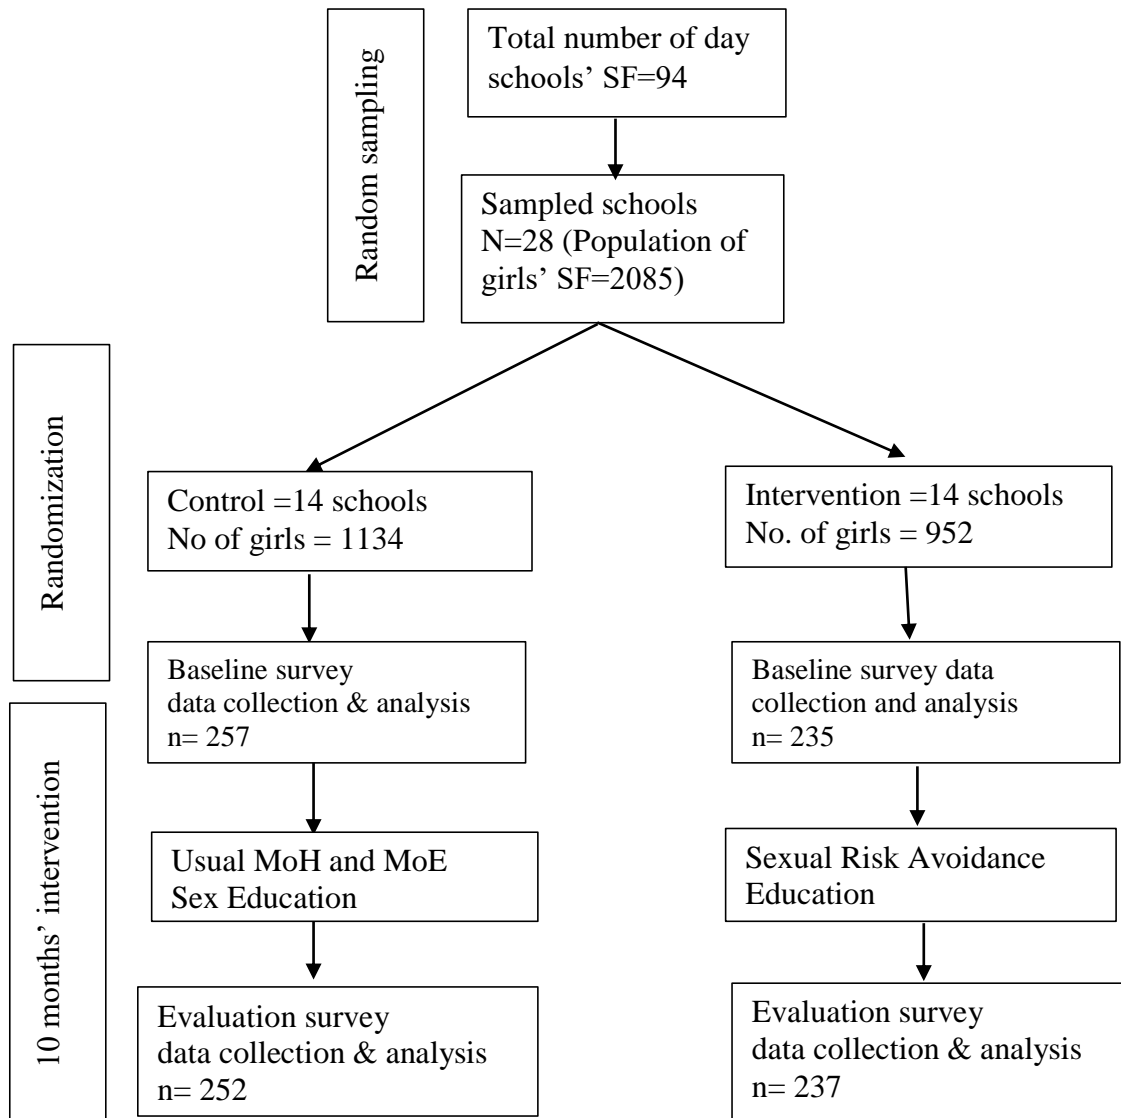 Random sampling
Total number of day
schools’ SF=94
Sampled schools
N=28 (Population of
girls’ SF=2085)
Randomization
Control =14 schools
No of girls = 1134
Intervention =14 schools
No. of girls = 952
Baseline survey
data collection & analysis
n= 257
Baseline survey data
collection and analysis
n= 235
10 months’ intervention
Usual MoH and MoE
Sex Education
Sexual Risk Avoidance
Education
Evaluation survey
data collection & analysis
n= 252
Evaluation survey
data collection & analysis
n= 237